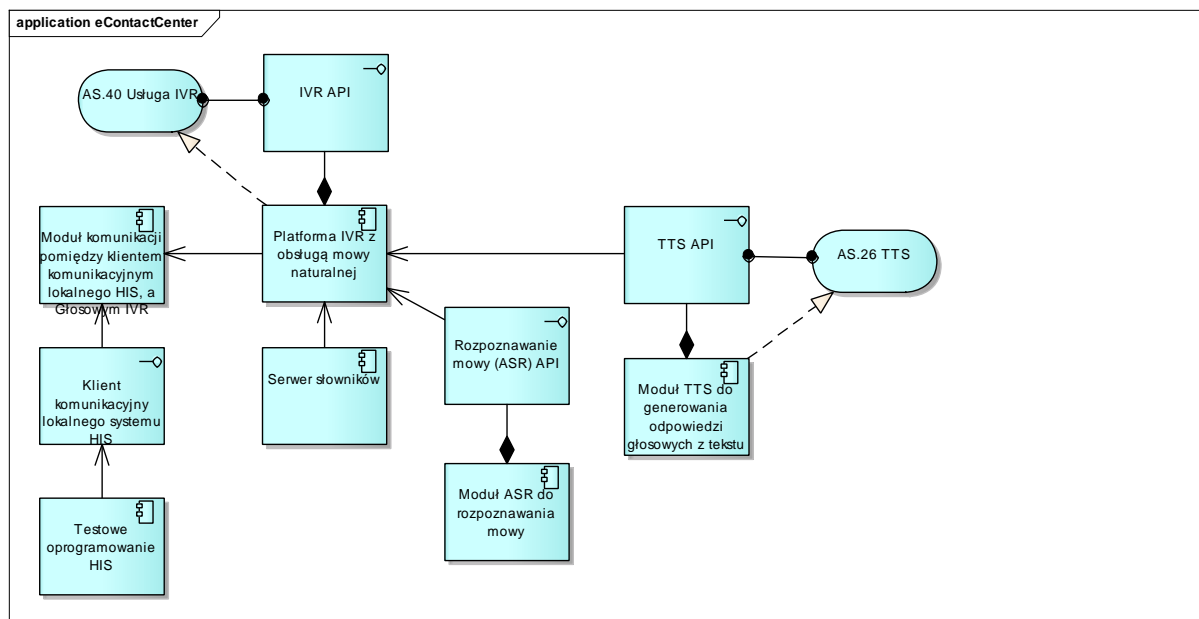 application eContactCenter
AS.40 Usługa IVR
IVR API
Moduł komunikacji
pomiędzy klientem
komunikacyjnym
lokalnego HIS, a
Głosowym IVR
Platforma IVR z
obsługą mowy
naturalnej
TTS API
AS.26 TTS
Klient
komunikacyjny
lokalnego systemu
HIS
Serwer słowników
Rozpoznawanie
mowy (ASR) API
Moduł TTS do
generowania
odpowiedzi
głosowych z tekstu
Testowe
oprogramowanie
HIS
Moduł ASR do
rozpoznawania
mowy